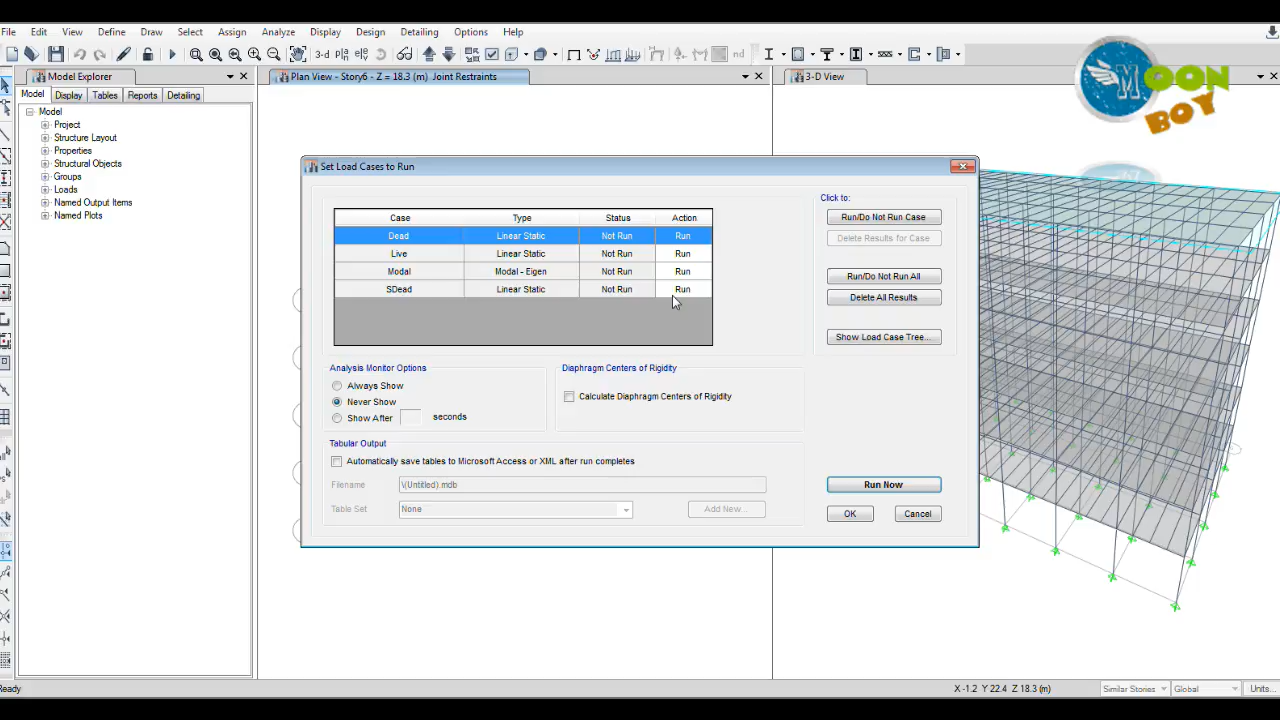 File Edit View Define Draw Select Assign Analyze Display Design Detailing Options Help
3-d nd
Model Explorer
Plan View - Story6 - Z = 18.3 (m) Joint Restraints
3-D View
MOON BOY
Model Display Tables Reports Detailing
Model
Project
Structure Layout
Properties
Structural Objects
Groups
Loads
Named Output Items
Named Plots
Set Load Cases to Run
Click to:
Case Type Status Action
Dead Linear Static Not Run Run
Live Linear Static Not Run Run
Modal Modal - Eigen Not Run Run
SDead Linear Static Not Run Run
Run/Do Not Run Case
Delete Results for Case
Run/Do Not Run All
Delete All Results
Show Load Case Tree...
Analysis Monitor Options
Always Show
Never Show
Show After seconds
Diaphragm Centers of Rigidity
Calculate Diaphragm Centers of Rigidity
Tabular Output
Automatically save tables to Microsoft Access or XML after run completes
Filename \(Untitled).mdb
Table Set None Add New...
Run Now
OK Cancel
Ready
X -1.2 Y 22.4 Z 18.3 (m)
Similar Stories Global Units...